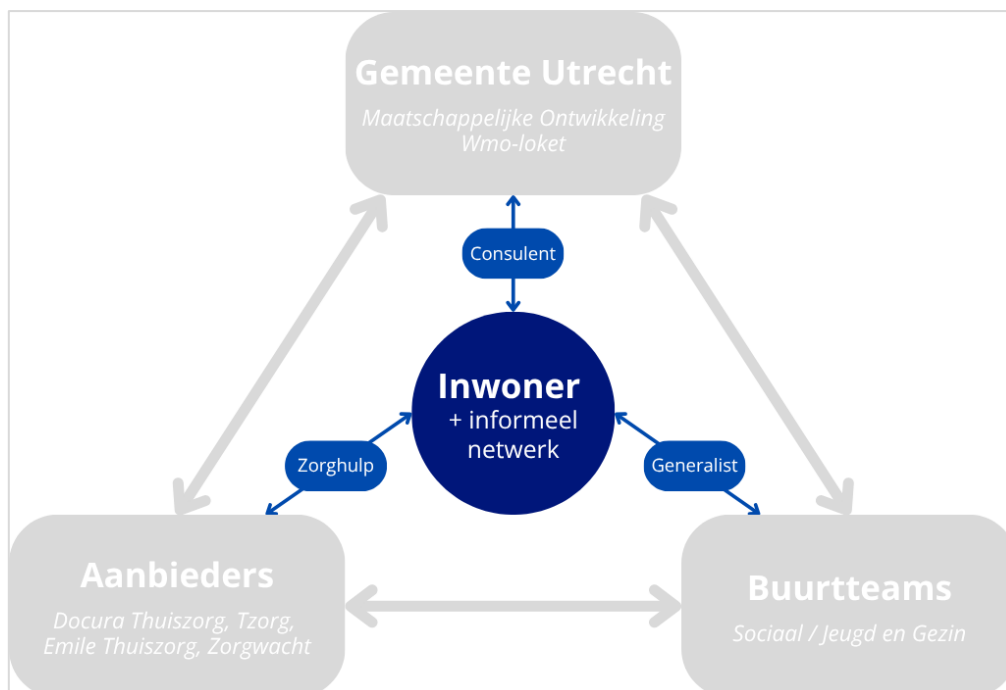 Gemeente Utrecht
Maatschappelijke Ontwikkeling
Wmo-loket
Consulent
Inwoner
+ informeel
netwerk
Zorghulp
Generalist
Aanbieders
Docura Thuiszorg, Tzorg,
Emile Thuiszorg, Zorgwacht
Buurtteams
Sociaal / Jeugd en Gezin